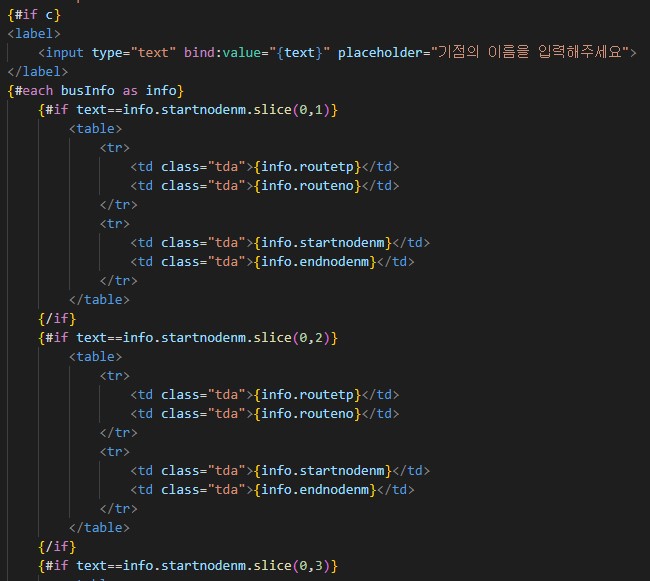 {#if c}
<label>
    <input type="text" bind:value="{text}" placeholder="기점의 이름을 입력해주세요">
</label>
{#each busInfo as info}
    {#if text==info.startnodenm.slice(0,1)}
        <table>
            <tr>
                <td class="tda">{info.routetp}</td>
                <td class="tda">{info.routeno}</td>
            </tr>
            <tr>
                <td class="tda">{info.startnodenm}</td>
                <td class="tda">{info.endnodenm}</td>
            </tr>
        </table>
    {/if}
    {#if text==info.startnodenm.slice(0,2)}
        <table>
            <tr>
                <td class="tda">{info.routetp}</td>
                <td class="tda">{info.routeno}</td>
            </tr>
            <tr>
                <td class="tda">{info.startnodenm}</td>
                <td class="tda">{info.endnodenm}</td>
            </tr>
        </table>
    {/if}
    {#if text==info.startnodenm.slice(0,3)}